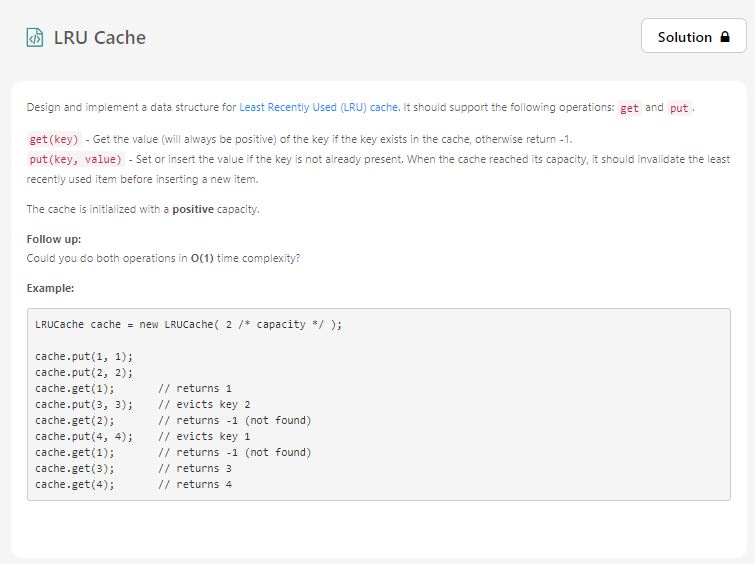 LRU Cache
Solution
Design and implement a data structure for Least Recently Used (LRU) cache. It should support the following operations: get and put .
get(key) - Get the value (will always be positive) of the key if the key exists in the cache, otherwise return -1.
put(key, value) - Set or insert the value if the key is not already present. When the cache reached its capacity, it should invalidate the least
recently used item before inserting a new item.
The cache is initialized with a positive capacity.
Follow up:
Could you do both operations in O(1) time complexity?
Example:
LRUCache cache = new LRUCache( 2 /* capacity */ );
cache.put(1, 1);
cache.put(2, 2);
cache.get(1);       // returns 1
cache.put(3, 3);    // evicts key 2
cache.get(2);       // returns -1 (not found)
cache.put(4, 4);    // evicts key 1
cache.get(1);       // returns -1 (not found)
cache.get(3);       // returns 3
cache.get(4);       // returns 4